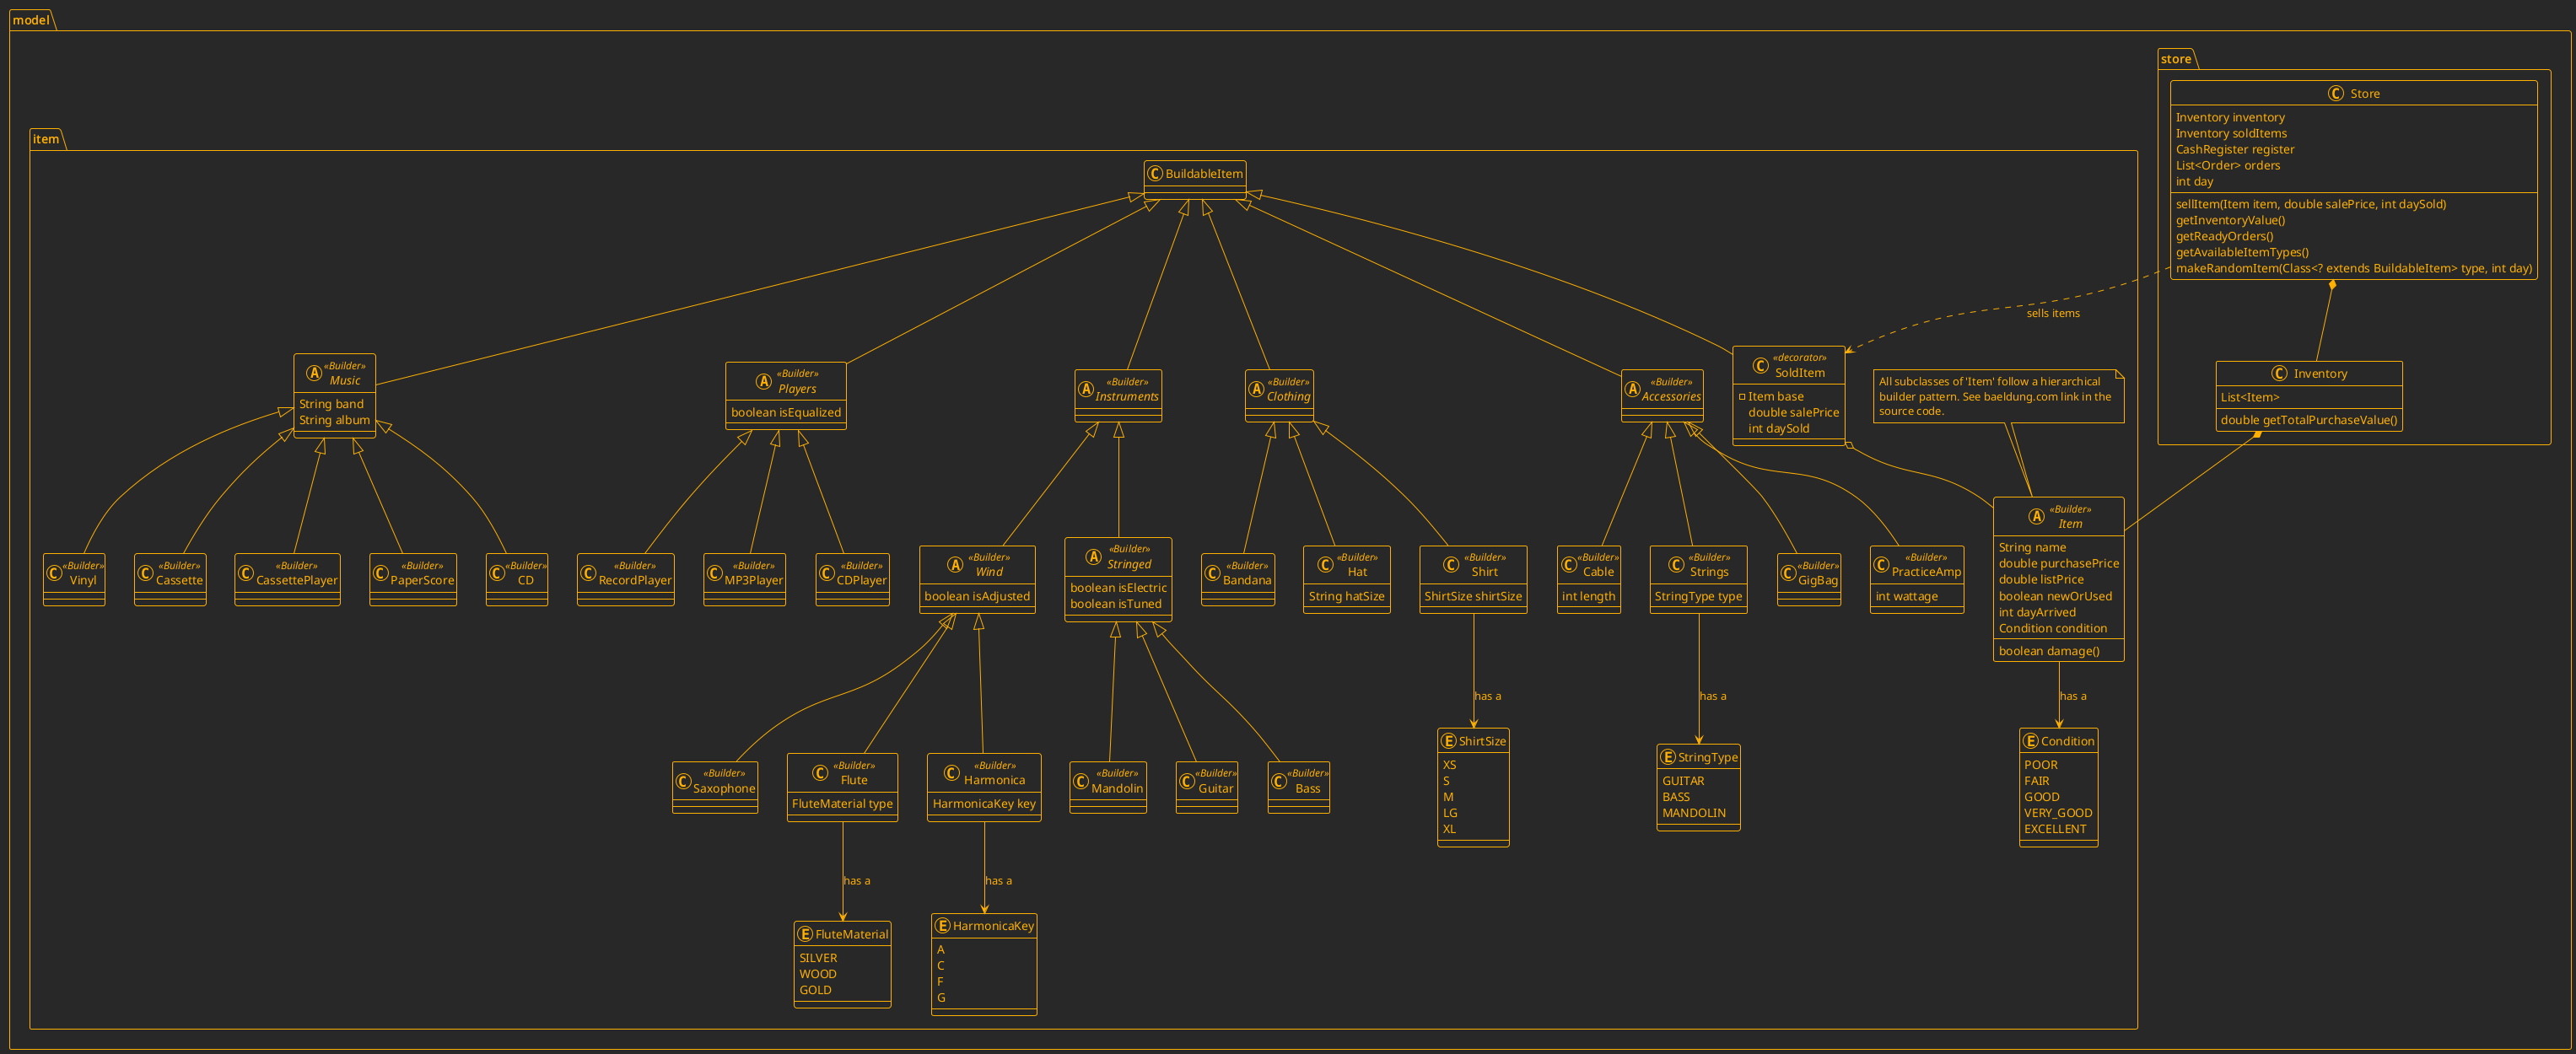 model
store
C Store
Inventory inventory
Inventory soldItems
CashRegister register
List<Order> orders
int day
sellItem(Item item, double salePrice, int daySold)
getInventoryValue()
getReadyOrders()
getAvailableItemTypes()
makeRandomItem(Class<? extends BuildableItem> type, int day)
item
C BuildableItem
sells items
A «Builder»
Music
String band
String album
A «Builder»
Players
boolean isEqualized
A «Builder»
Instruments
A «Builder»
Clothing
A «Builder»
Accessories
C «decorator»
SoldItem
Item base
double salePrice
int daySold
All subclasses of 'Item' follow a hierarchical
builder pattern. See baeldung.com link in the
source code.
C Inventory
List<Item>
double getTotalPurchaseValue()
C «Builder»
Vinyl
C «Builder»
Cassette
C «Builder»
CassettePlayer
C «Builder»
PaperScore
C «Builder»
CD
C «Builder»
RecordPlayer
C «Builder»
MP3Player
C «Builder»
CDPlayer
A «Builder»
Wind
boolean isAdjusted
A «Builder»
Stringed
boolean isElectric
boolean isTuned
C «Builder»
Bandana
C «Builder»
Hat
String hatSize
C «Builder»
Shirt
ShirtSize shirtSize
C «Builder»
Cable
int length
C «Builder»
Strings
StringType type
C «Builder»
GigBag
C «Builder»
PracticeAmp
int wattage
A «Builder»
Item
String name
double purchasePrice
double listPrice
boolean newOrUsed
int dayArrived
Condition condition
boolean damage()
has a
has a
has a
C «Builder»
Saxophone
C «Builder»
Flute
FluteMaterial type
C «Builder»
Harmonica
HarmonicaKey key
C «Builder»
Mandolin
C «Builder»
Guitar
C «Builder»
Bass
E ShirtSize
XS
S
M
LG
XL
E StringType
GUITAR
BASS
MANDOLIN
E Condition
POOR
FAIR
GOOD
VERY_GOOD
EXCELLENT
has a
has a
E FluteMaterial
SILVER
WOOD
GOLD
E HarmonicaKey
A
C
F
G